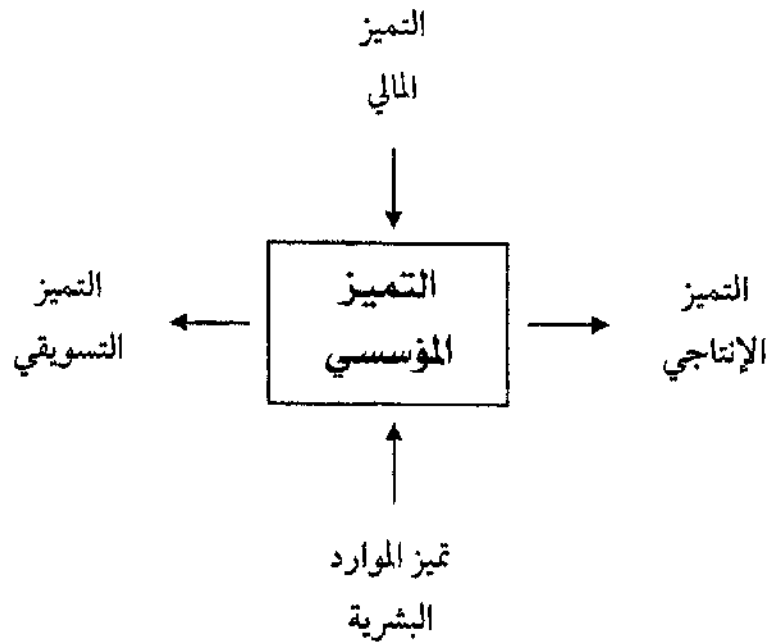 التميز
المالي
التميز
الإنتاجي
التميز
المؤسسي
التميز
التسويقي
تميز الموارد
البشرية